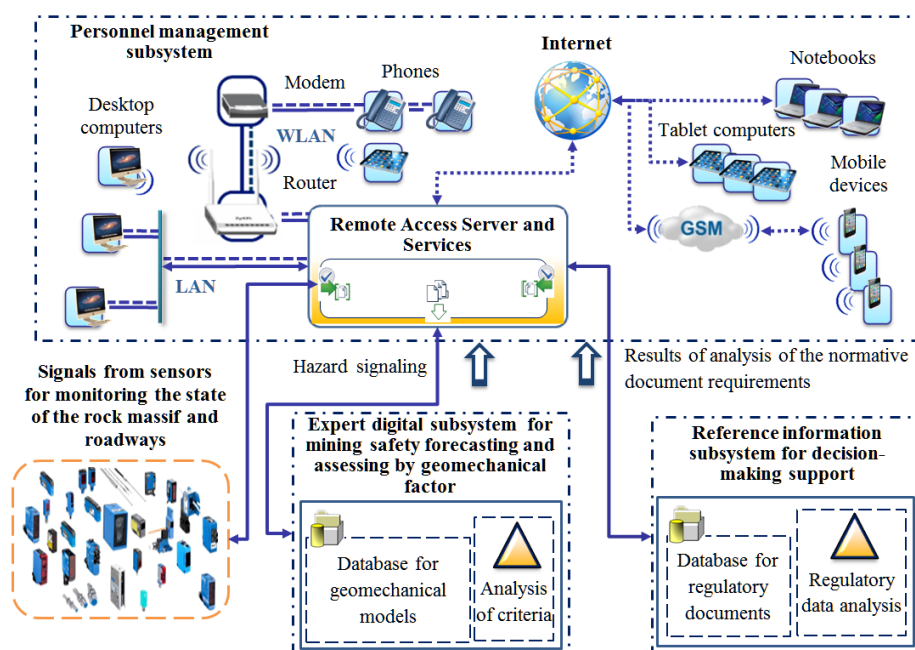 Personnel management
subsystem
Internet
Notebooks
Modem
Phones
Desktop
computers
WLAN
Tablet computers
Mobile
devices
Router
GSM
Remote Access Server and
Services
LAN
Hazard signaling
Results of analysis of the normative
document requirements
Signals from sensors
for monitoring the state
of the rock massif and
roadways
Expert digital subsystem for
mining safety forecasting and
assessing by geomechanical
factor
Reference information
subsystem for decision-
making support
Database for
geomechanical
models
Analysis
of criteria
Database for
regulatory
documents
Regulatory
data analysis